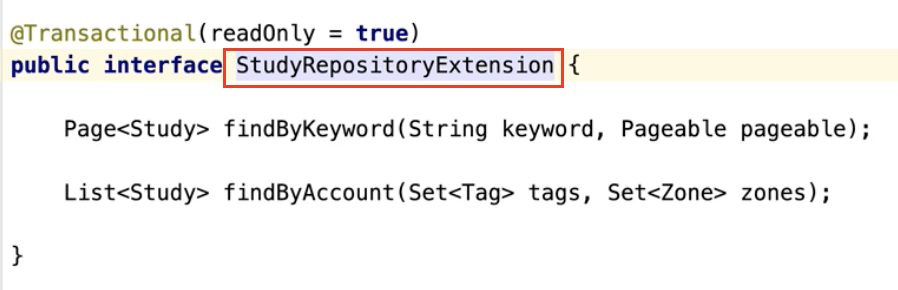 @Transactional(readOnly = true)
public interface StudyRepositoryExtension {
Page<Study> findByKeyword(String keyword, Pageable pageable);
List<Study> findByAccount(Set<Tag> tags, Set<Zone> zones);
}